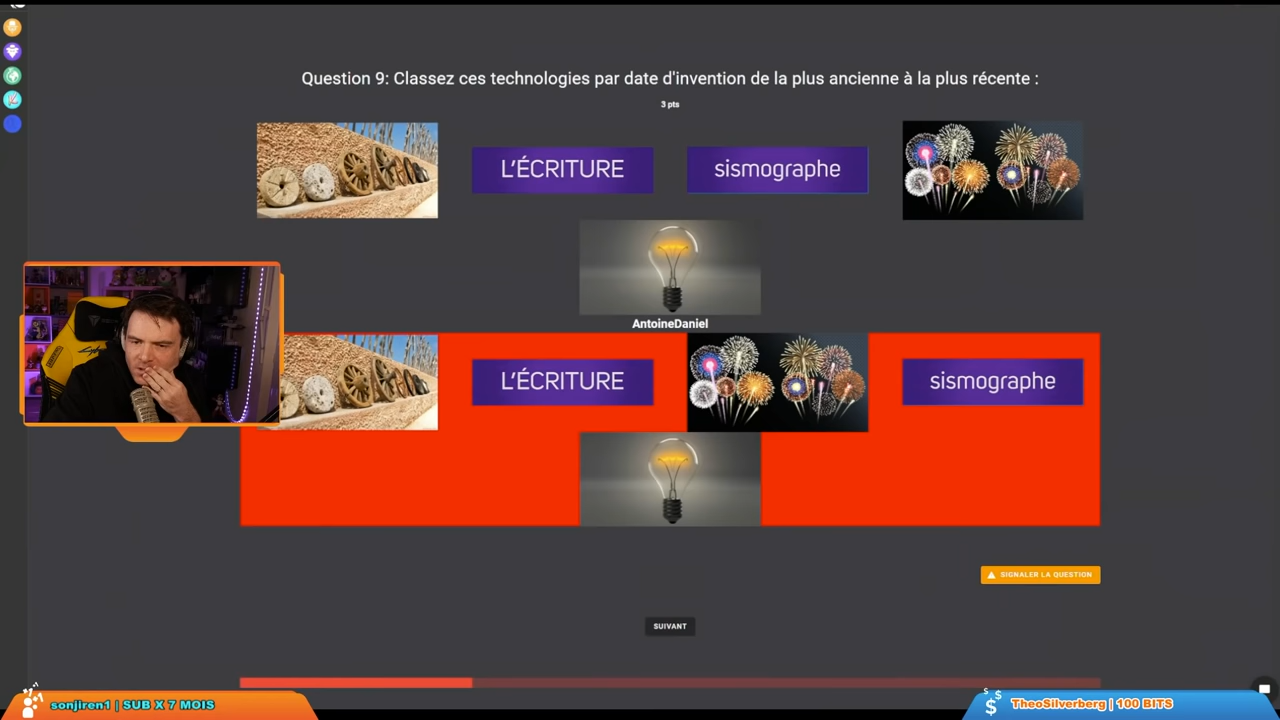 Question 9: Classez ces technologies par date d'invention de la plus ancienne à la plus récente :
3 pts
L'ÉCRITURE
sismographe
AntoineDaniel
L'ÉCRITURE
sismographe
SIGNALER LA QUESTION
SUIVANT
sonjiren1 | SUB X 7 MOIS
TheoSilverberg | 100 BITS